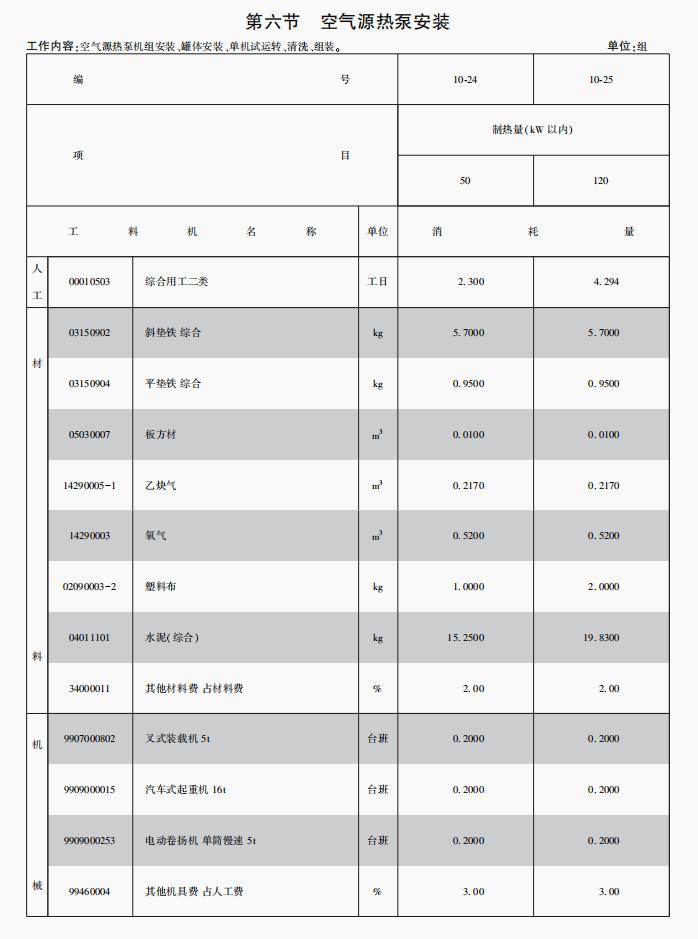 第六节 空气源热泵安装
工作内容:空气源热泵机组安装、罐体安装、单机试运转、清洗、组装。 单位:组
编 号 10-24 10-25
项 目 制热量(kW 以内)
50 120
工 料 机 名 称 单位 消 耗 量
人工 00010503 综合用工二类 工日 2.300 4.294
材料 03150902 斜垫铁 综合 kg 5.7000 5.7000
03150904 平垫铁 综合 kg 0.9500 0.9500
05030007 板方材 m³ 0.0100 0.0100
14290005-1 乙炔气 m³ 0.2170 0.2170
14290003 氧气 m³ 0.5200 0.5200
02090003-2 塑料布 kg 1.0000 2.0000
04011101 水泥(综合) kg 15.2500 19.8300
34000011 其他材料费 占材料费 % 2.00 2.00
机械 9907000802 叉式装载机 5t 台班 0.2000 0.2000
9909000015 汽车式起重机 16t 台班 0.2000 0.2000
9909000253 电动卷扬机 单筒慢速 5t 台班 0.2000 0.2000
99460004 其他机具费 占人工费 % 3.00 3.00